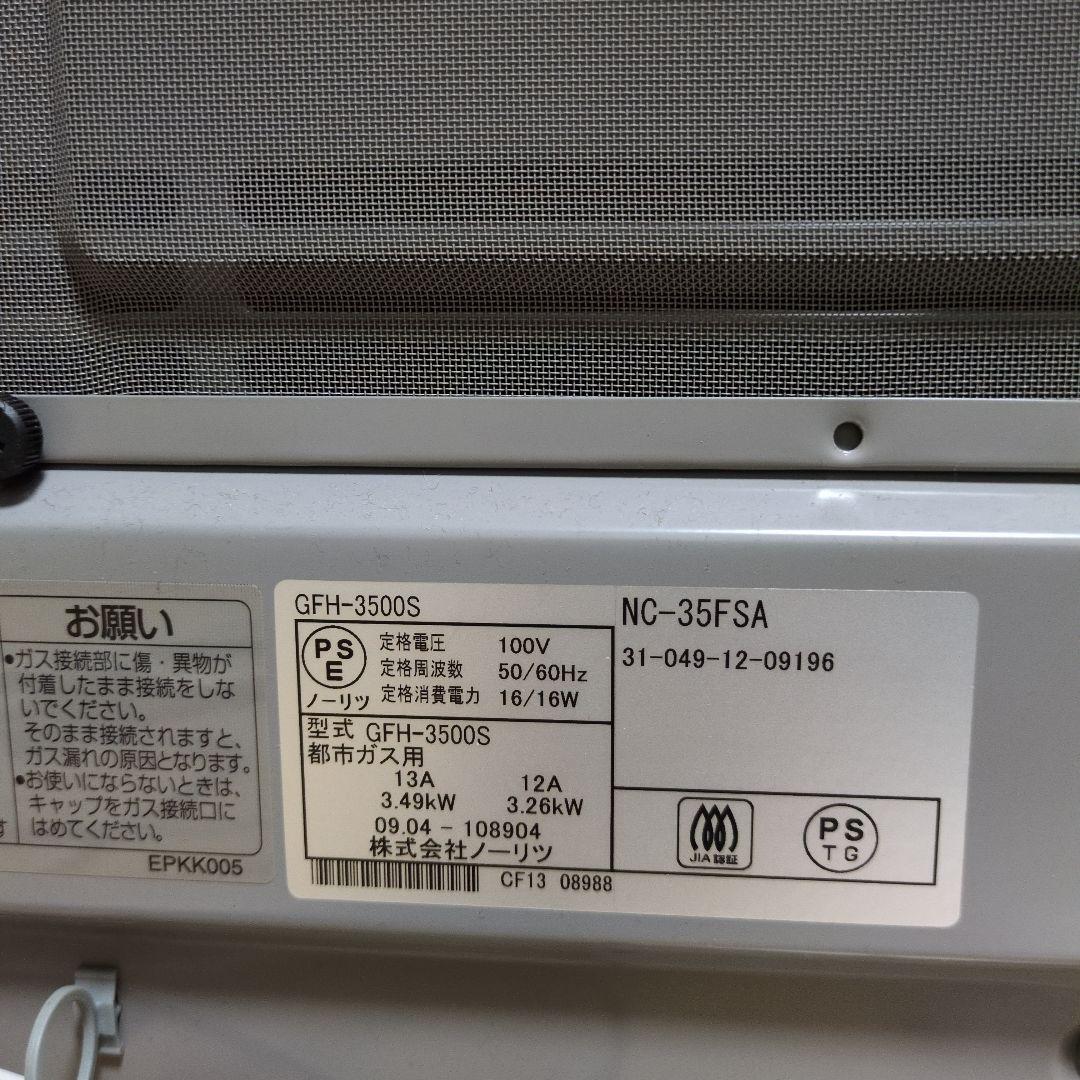 お願い
•ガス接続部に傷・異物が
付着したまま接続をしな
いでください。
そのまま接続されますと、
ガス漏れの原因となります。
•お使いにならないときは、
キャップをガス接続口に
はめてください。
す
EPKK005
GFH-3500S
PS
E
ノーリツ
定格電圧 100V
定格周波数 50/60Hz
定格消費電力 16/16W
型式 GFH-3500S
都市ガス用
13A 12A
3.49kW 3.26kW
09.04 - 108904
株式会社ノーリツ
CF13 08988
NC-35FSA
31-049-12-09196
JIA 認証
PS
TG